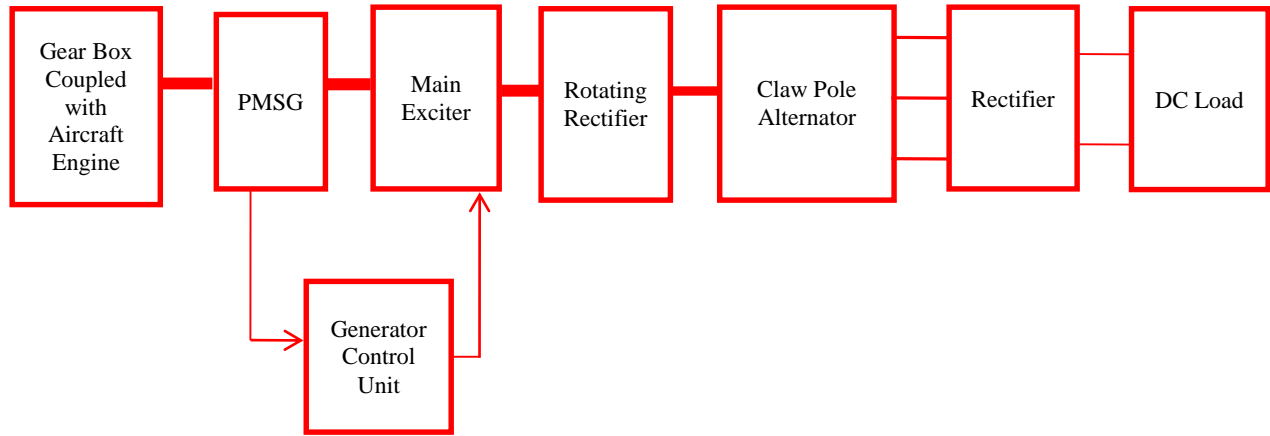 Gear Box
Coupled
with
Aircraft
Engine
PMSG
Main
Exciter
Rotating
Rectifier
Claw Pole
Alternator
Rectifier
DC Load
Generator
Control
Unit